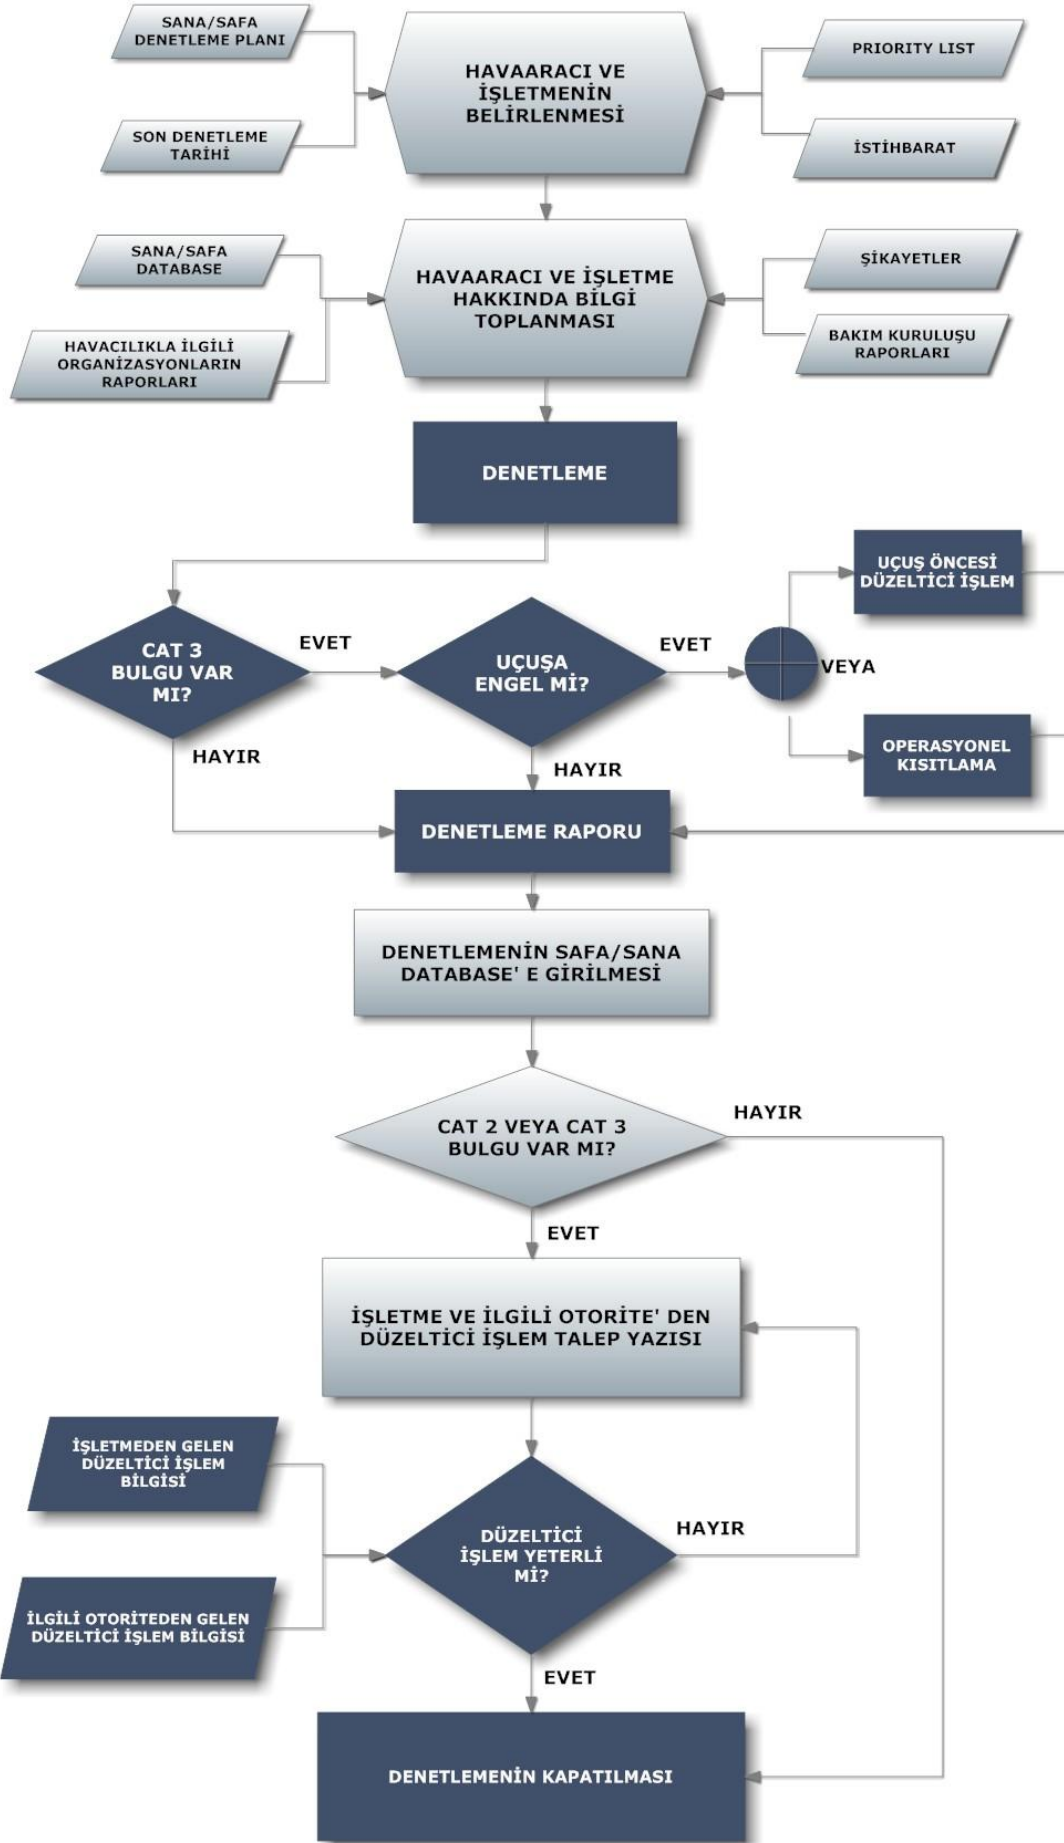 SANA/SAFA
DENETLEME PLANI
HAVAARACI VE
İŞLETMENİN
BELİRLENMESİ
PRIORITY LIST
SON DENETLEME
TARİHİ
İSTİHBARAT
SANA/SAFA
DATABASE
HAVAARACI VE İŞLETME
HAKKINDA BİLGİ
TOPLANMASI
ŞİKAYETLER
HAVACILIKLA İLGİLİ
ORGANİZASYONLARIN
RAPORLARI
BAKIM KURULUŞU
RAPORLARI
DENETLEME
UÇUŞ ÖNCESİ
DÜZELTİCİ İŞLEM
CAT 3
BULGU VAR
MI?
EVET
UÇUŞA
ENGEL Mİ?
EVET
VEYA
HAYIR
HAYIR
OPERASYONEL
KISITLAMA
DENETLEME RAPORU
DENETLEMENİN SAFA/SANA
DATABASE' E GİRİLMESİ
CAT 2 VEYA CAT 3
BULGU VAR MI?
HAYIR
EVET
İŞLETME VE İLGİLİ OTORİTE' DEN
DÜZELTİCİ İŞLEM TALEP YAZISI
İŞLETMEDEN GELEN
DÜZELTİCİ İŞLEM
BİLGİSİ
DÜZELTİCİ
İŞLEM YETERLİ
Mİ?
HAYIR
İLGİLİ OTORİTEDEN GELEN
DÜZELTİCİ İŞLEM BİLGİSİ
EVET
DENETLEMENİN KAPATILMASI